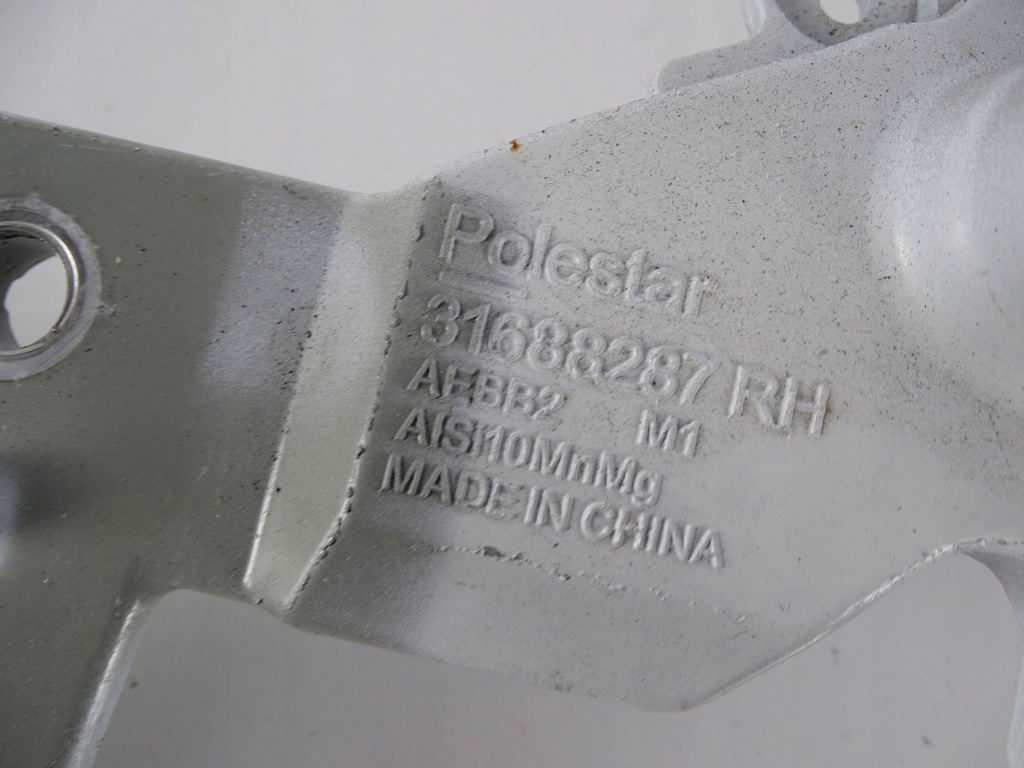 Polestar
31688287 RH
AEBB2 M1
AlSi10MnMg
MADE IN CHINA